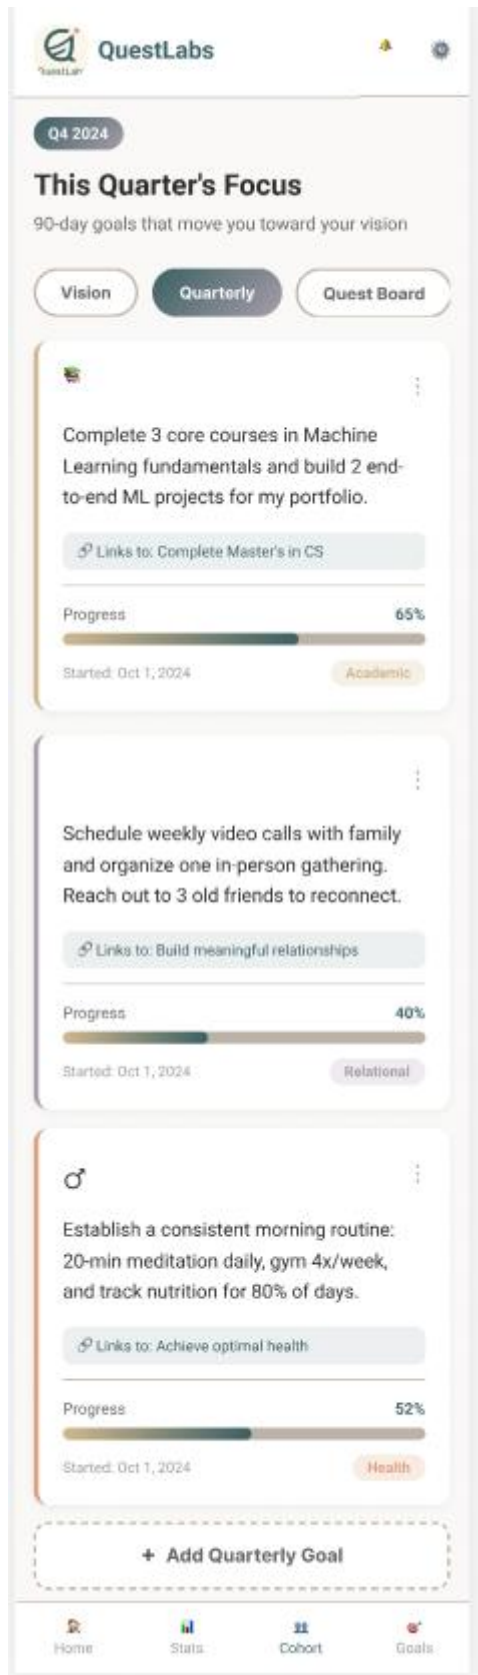 QuestLabs
Q4 2024
This Quarter's Focus
90-day goals that move you toward your vision
Vision
Quarterly
Quest Board
Complete 3 core courses in Machine
Learning fundamentals and build 2 end-
to-end ML projects for my portfolio.
Links to: Complete Master's in CS
Progress
65%
Started: Oct 1, 2024
Academic
Schedule weekly video calls with family
and organize one in-person gathering.
Reach out to 3 old friends to reconnect.
Links to: Build meaningful relationships
Progress
40%
Started: Oct 1, 2024
Relational
Establish a consistent morning routine:
20-min meditation daily, gym 4x/week,
and track nutrition for 80% of days.
Links to: Achieve optimal health
Progress
52%
Started: Oct 1, 2024
Health
+ Add Quarterly Goal
Home
Stats
Cohort
Goals